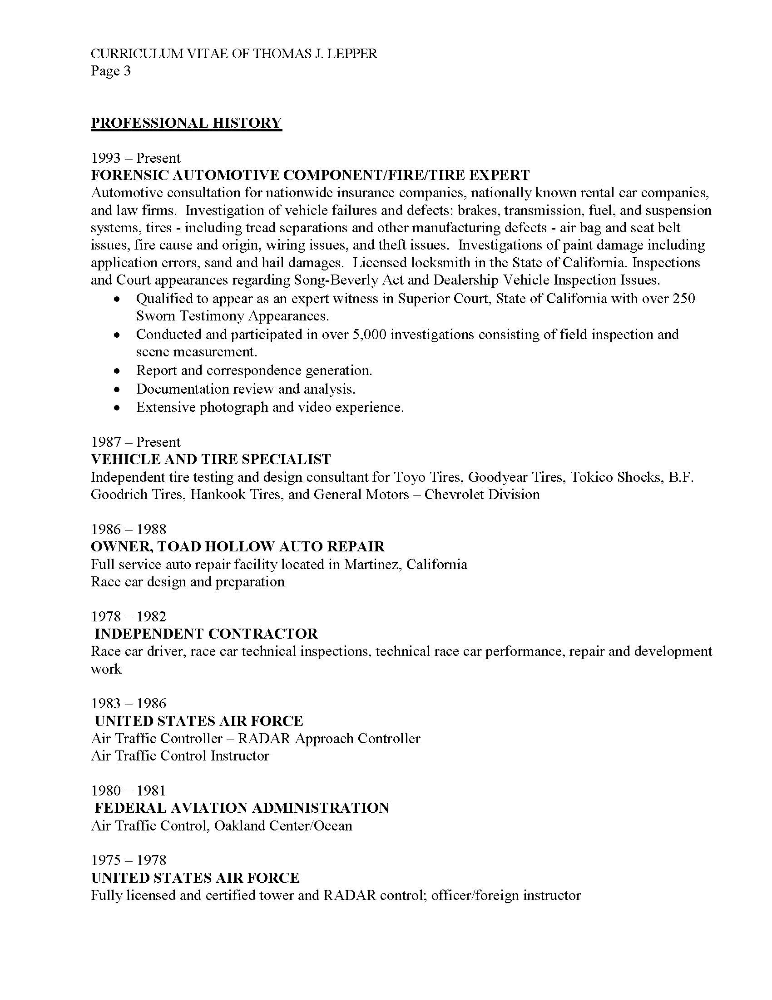 CURRICULUM VITAE OF THOMAS J. LEPPER
Page 3
PROFESSIONAL HISTORY
1993 – Present
FORENSIC AUTOMOTIVE COMPONENT/FIRE/TIRE EXPERT
Automotive consultation for nationwide insurance companies, nationally known rental car companies,
and law firms.  Investigation of vehicle failures and defects: brakes, transmission, fuel, and suspension
systems, tires - including tread separations and other manufacturing defects - air bag and seat belt
issues, fire cause and origin, wiring issues, and theft issues.  Investigations of paint damage including
application errors, sand and hail damages.  Licensed locksmith in the State of California. Inspections
and Court appearances regarding Song-Beverly Act and Dealership Vehicle Inspection Issues.
• Qualified to appear as an expert witness in Superior Court, State of California with over 250
Sworn Testimony Appearances.
• Conducted and participated in over 5,000 investigations consisting of field inspection and
scene measurement.
• Report and correspondence generation.
• Documentation review and analysis.
• Extensive photograph and video experience.
1987 – Present
VEHICLE AND TIRE SPECIALIST
Independent tire testing and design consultant for Toyo Tires, Goodyear Tires, Tokico Shocks, B.F.
Goodrich Tires, Hankook Tires, and General Motors – Chevrolet Division
1986 – 1988
OWNER, TOAD HOLLOW AUTO REPAIR
Full service auto repair facility located in Martinez, California
Race car design and preparation
1978 – 1982
INDEPENDENT CONTRACTOR
Race car driver, race car technical inspections, technical race car performance, repair and development
work
1983 – 1986
UNITED STATES AIR FORCE
Air Traffic Controller – RADAR Approach Controller
Air Traffic Control Instructor
1980 – 1981
FEDERAL AVIATION ADMINISTRATION
Air Traffic Control, Oakland Center/Ocean
1975 – 1978
UNITED STATES AIR FORCE
Fully licensed and certified tower and RADAR control; officer/foreign instructor